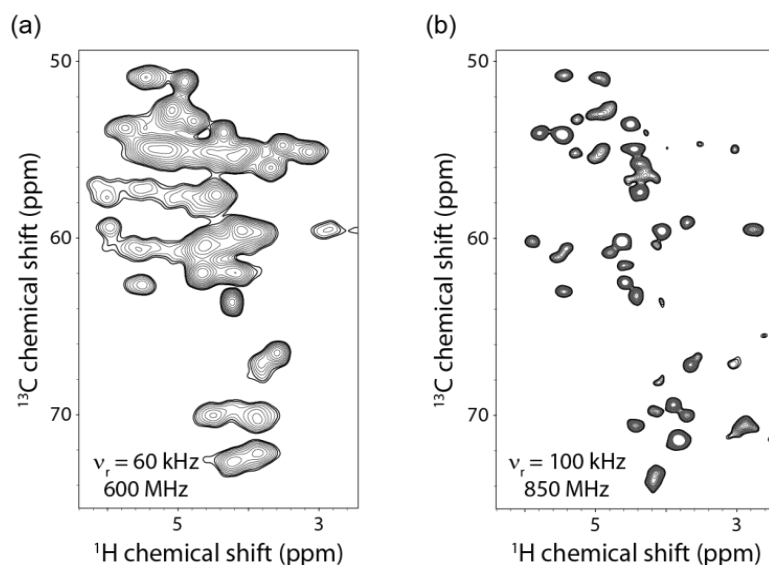 (a)
50
60
70
¹³C chemical shift (ppm)
νr = 60 kHz
600 MHz
5
3
¹H chemical shift (ppm)
(b)
50
60
70
¹³C chemical shift (ppm)
νr = 100 kHz
850 MHz
5
3
¹H chemical shift (ppm)